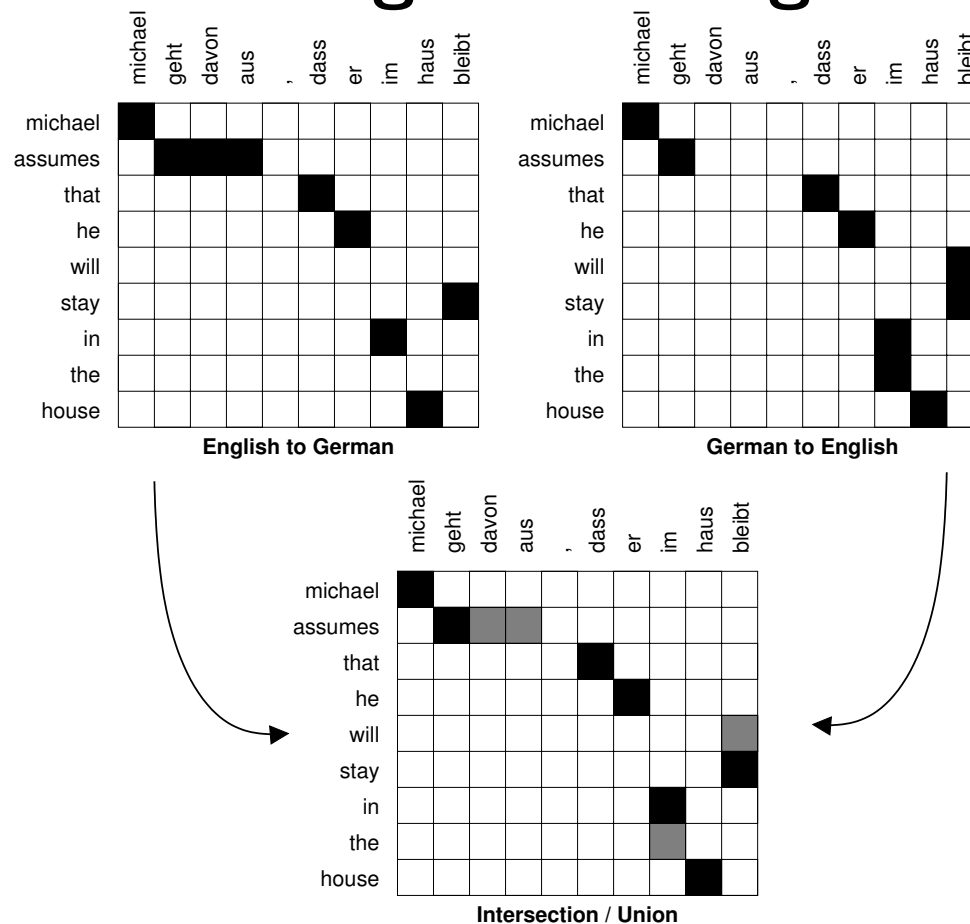 michael geht davon aus , dass er im haus bleibt
michael
assumes
that
he
will
stay
in
the
house
English to German
michael geht davon aus , dass er im haus bleibt
michael
assumes
that
he
will
stay
in
the
house
German to English
michael geht davon aus , dass er im haus bleibt
michael
assumes
that
he
will
stay
in
the
house
Intersection / Union